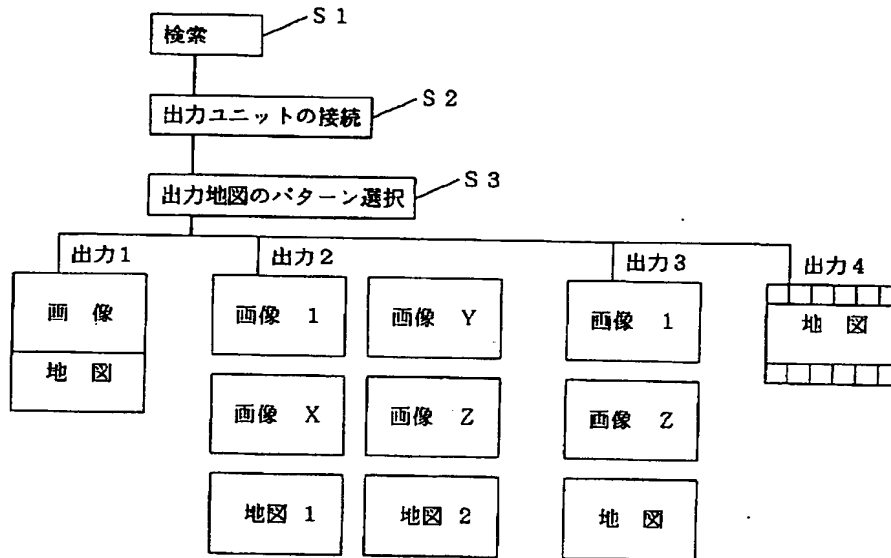 検索
S1
出力ユニットの接続
S2
出力地図のパターン選択
S3
出力1
出力2
出力3
出力4
画 像
地 図
画像 1
画像 Y
画像 X
画像 Z
地図 1
地図 2
画像 1
画像 Z
地 図
地 図